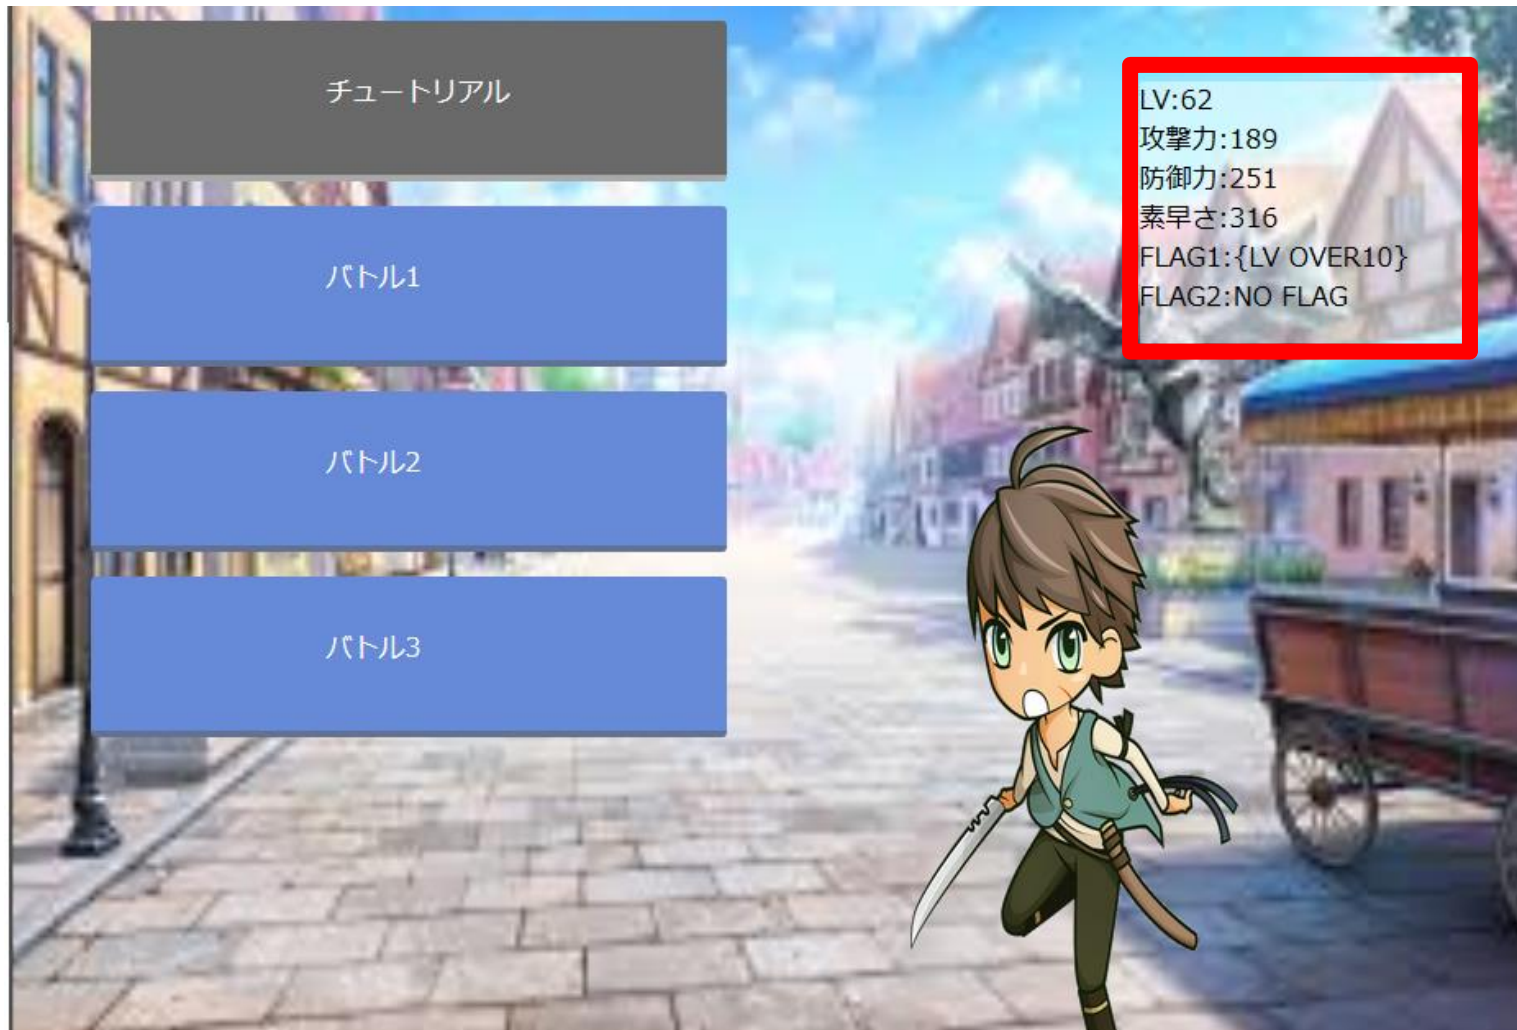 チュートリアル
バトル1
バトル2
バトル3
LV:62
攻撃力:189
防御力:251
素早さ:316
FLAG1:{LV OVER10}
FLAG2:NO FLAG